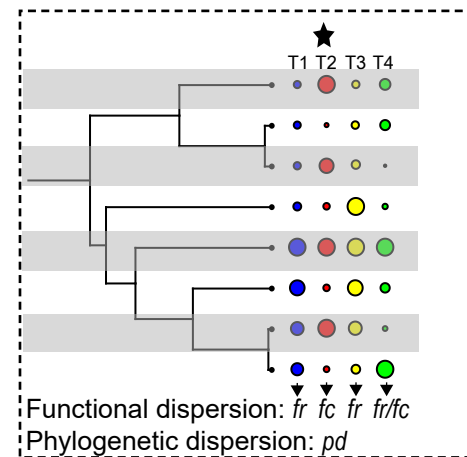 T1 T2 T3 T4
Functional dispersion: fr fc fr fr/fc
Phylogenetic dispersion: pd